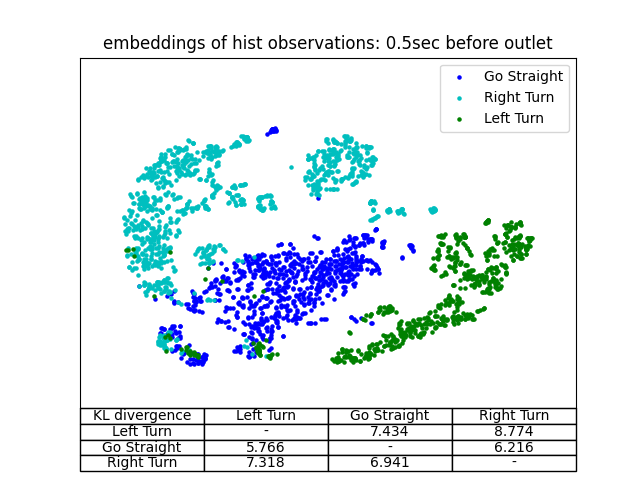 embeddings of hist observations: 0.5sec before outlet
Go Straight
Right Turn
Left Turn
KL divergence Left Turn Go Straight Right Turn
Left Turn - 7.434 8.774
Go Straight 5.766 - 6.216
Right Turn 7.318 6.941 -